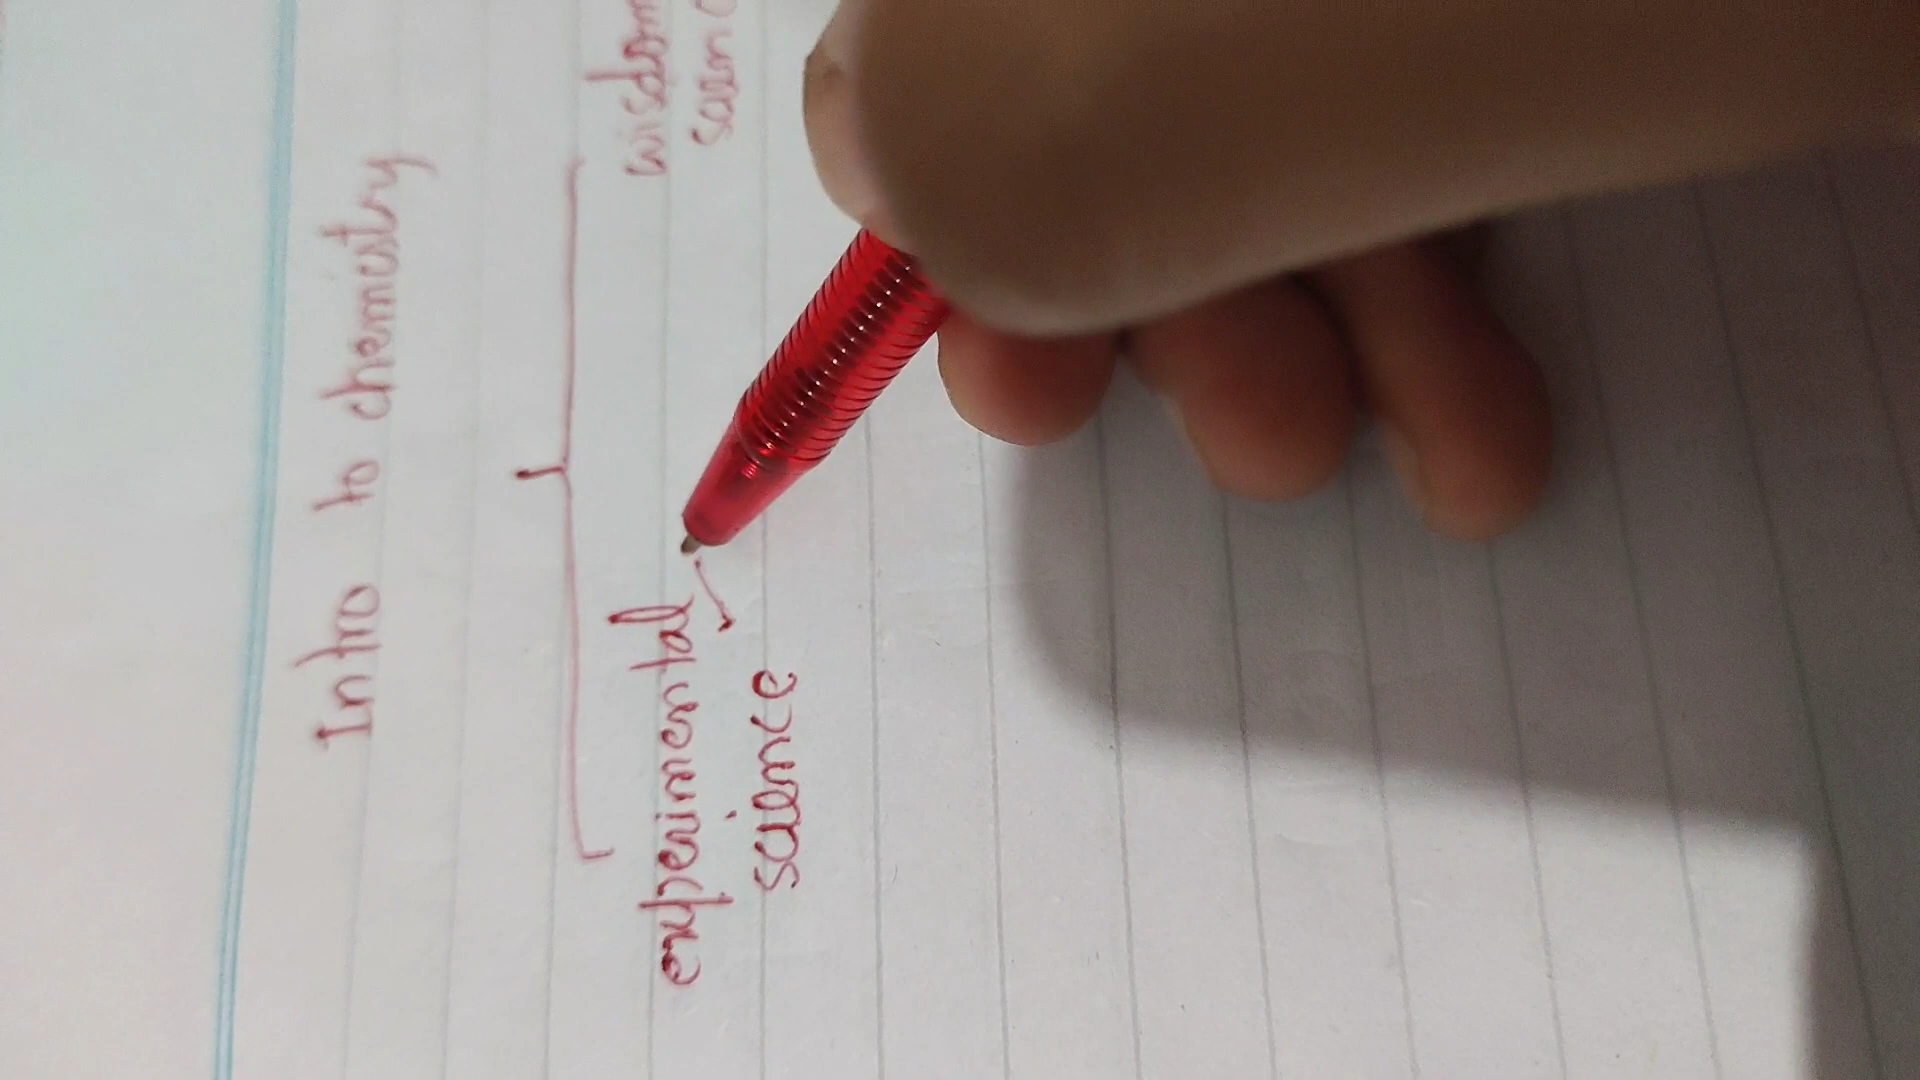 Intro to chemistry
experimental
science
wisdom